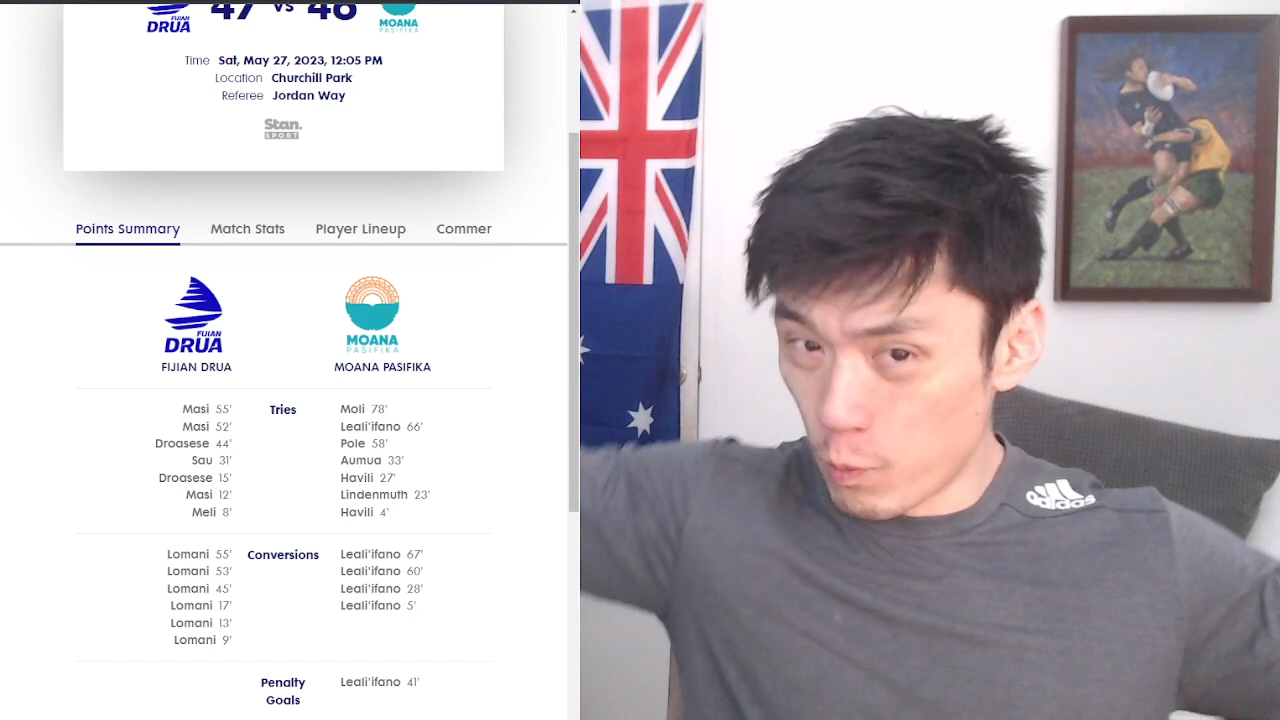 47 vs 46
FIJIAN
DRUA
MOANA
PASIFIKA
Time Sat, May 27, 2023, 12:05 PM
Location Churchill Park
Referee Jordan Way
Stan.
SPORT
Points Summary Match Stats Player Lineup Commer
FIJIAN
DRUA
MOANA
PASIFIKA
FIJIAN DRUA MOANA PASIFIKA
Masi 55' Tries Moli 78'
Masi 52' Leali'ifano 66'
Droasese 44' Pole 58'
Sau 31' Aumua 33'
Droasese 15' Havili 27'
Masi 12' Lindenmuth 23'
Meli 8' Havili 4'
Lomani 55' Conversions Leali'ifano 67'
Lomani 53' Leali'ifano 60'
Lomani 45' Leali'ifano 28'
Lomani 17' Leali'ifano 5'
Lomani 13'
Lomani 9'
Penalty Leali'ifano 41'
Goals
adidas